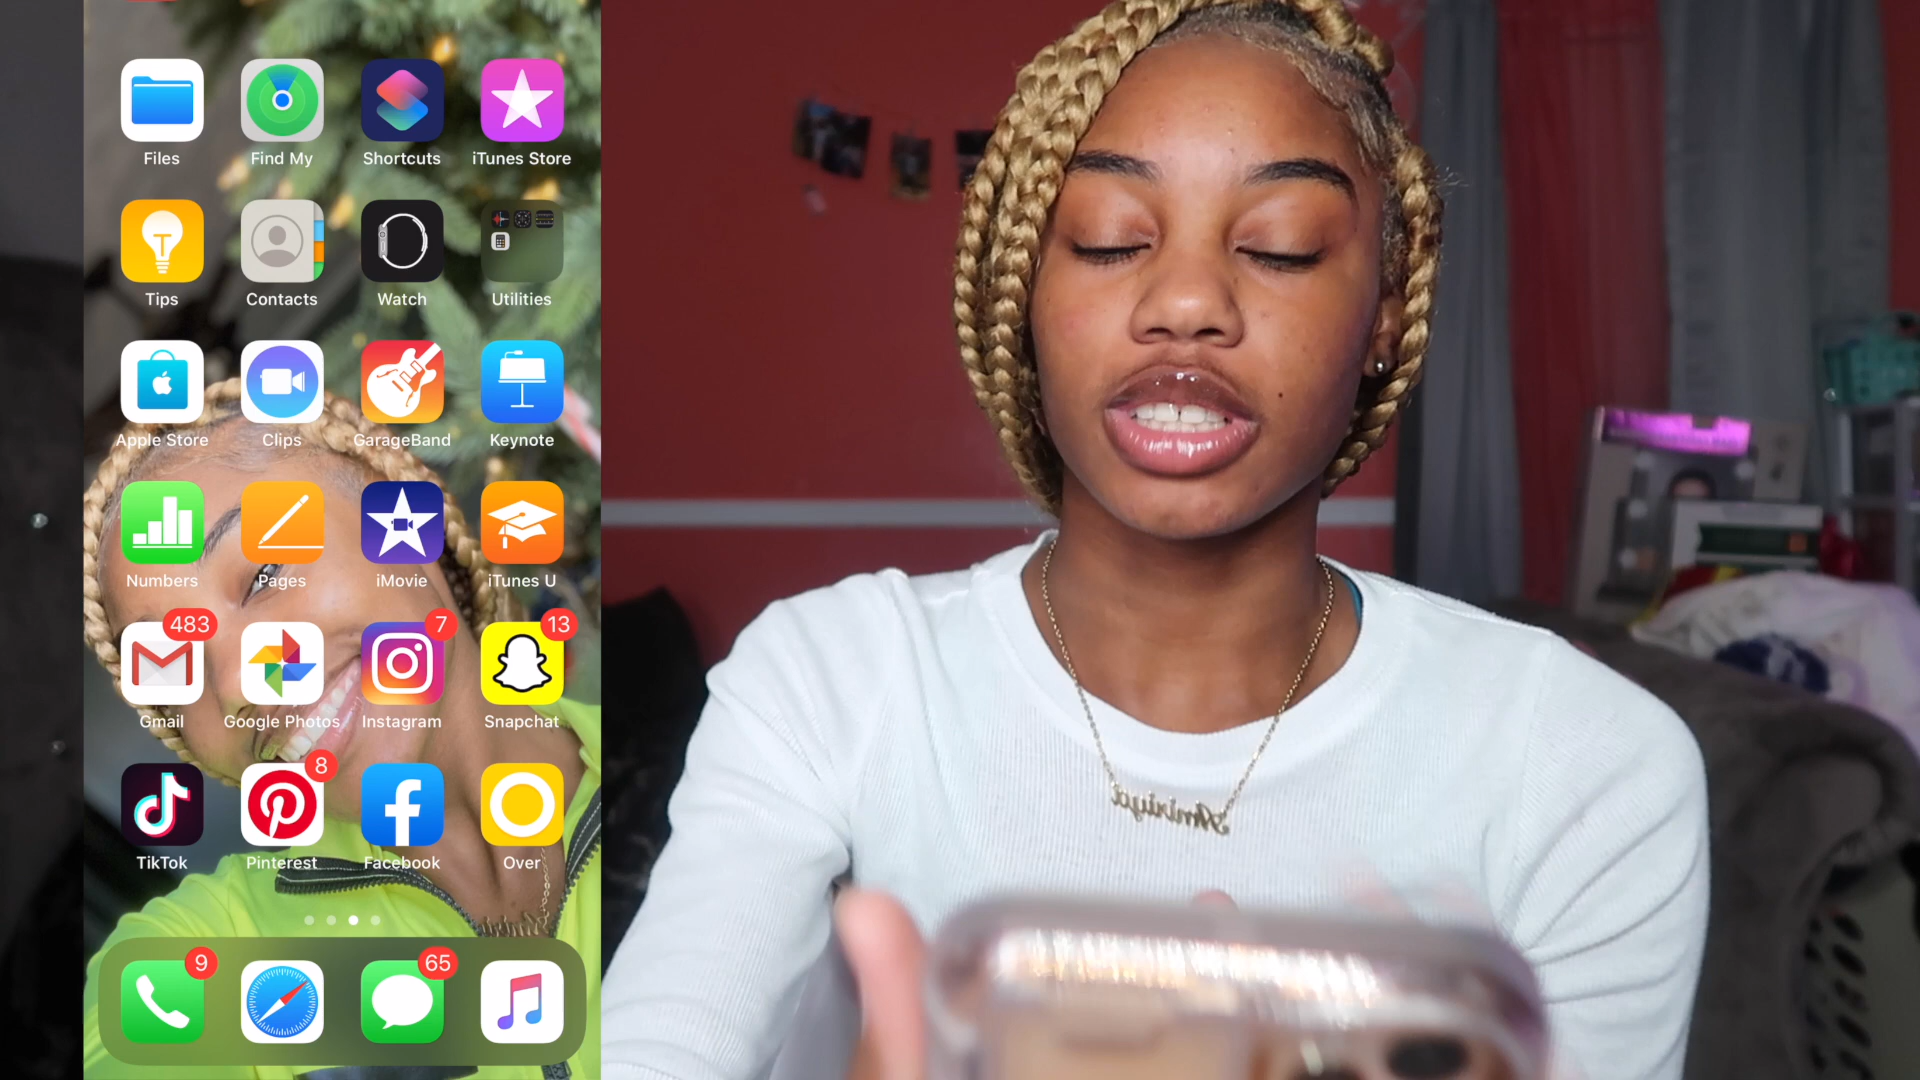 Files Find My Shortcuts iTunes Store
Tips Contacts Watch Utilities
Apple Store Clips GarageBand Keynote
Numbers Pages iMovie iTunes U
483 7 13
Gmail Google Photos Instagram Snapchat
8
TikTok Pinterest Facebook Over
9 65